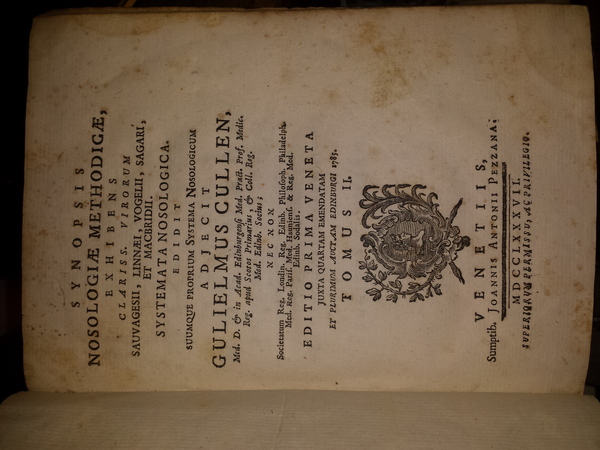 SYNOPSIS
NOSOLOGIÆ METHODIGÆ,
EXHIBENS
CLARISS. VIRORUM
SAUVAGESII, LINNÆI, VOGELII, SAGARI,
ET MACBRIDII.
SYSTEMATA NOSOLOGICA.
EDIDIT
SUUMQUE PROPRIUM SYSTEMA NOSOLOGICUM
ADJECIT
GULIELMUS CULLEN,
Med. D. & in Acad. Edinburgensi Med. Pract. Prof. Medic.
Reg. apud Scotos Primarius, & Coll. Reg.
Med. Edinb. Socius;
NEC NON
Societatum Reg. Londin. Reg. Edinb. Philosoph. Philadelph.
Med. Reg. Parif. Med. Haunienf. & Reg. Med.
Edinb. Sodalis.
EDITIO PRIMA VENETA
JUXTA QUARTAM EMENDATAM
ET PLURIMUM AUCTAM EDINBURGI 1785.
TOMUS II.
VENETIIS,
Sumptib. JOANNIS ANTONII PEZZANA;
MDCCLXXXXVII.
SUPERIORUM PERMISSU, AC PRIVILEGIO.